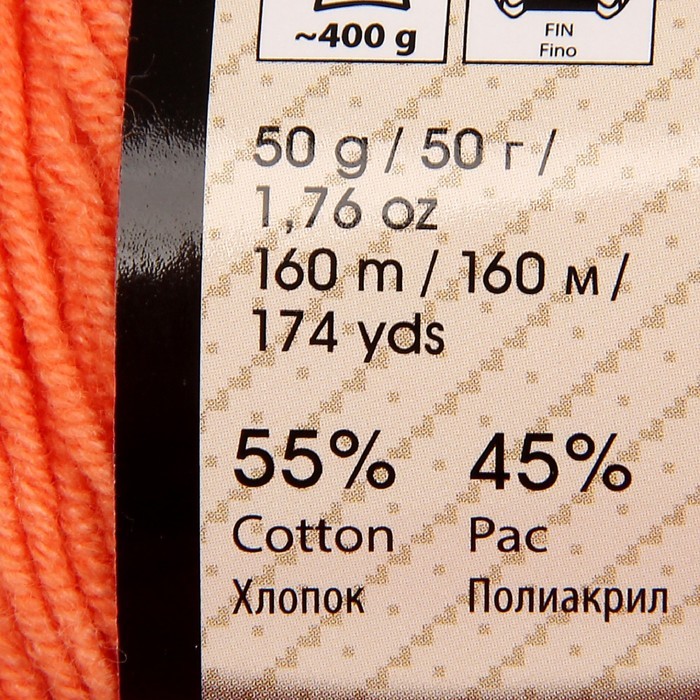 ~400 g
FIN
Fino
50 g / 50 г /
1,76 oz
160 m / 160 м /
174 yds
55% 45%
Cotton Pac
Хлопок Полиакрил